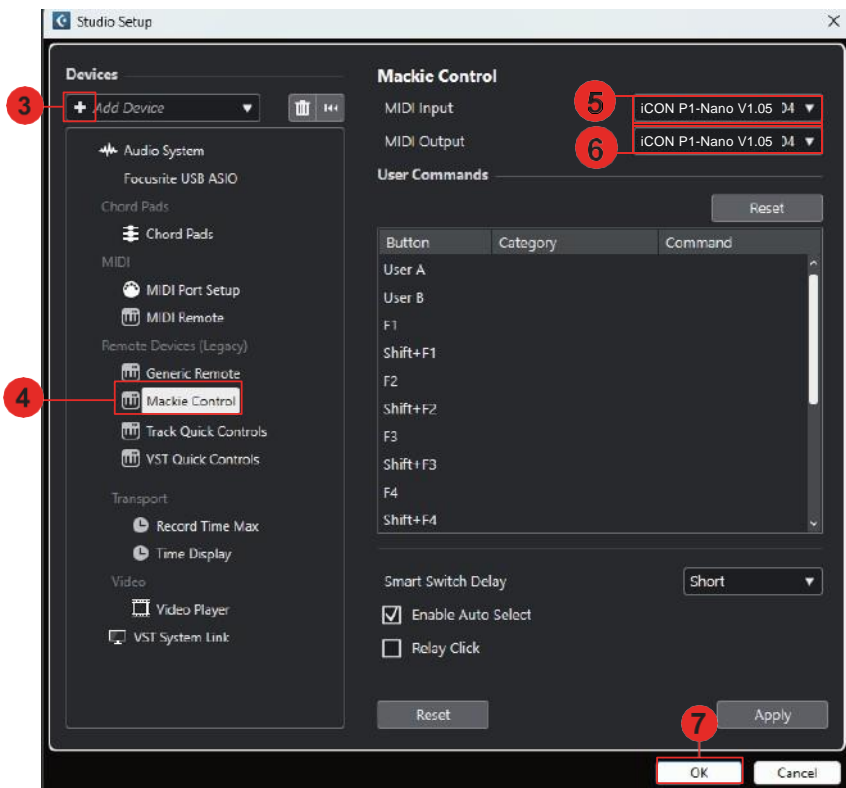 Studio Setup
Devices
Mackie Control
3
Add Device
MIDI Input
5
iCON P1-Nano V1.05 04
MIDI Output
6
iCON P1-Nano V1.05 04
Audio System
Focusrite USB ASIO
Chord Pads
Chord Pads
MIDI
MIDI Port Setup
MIDI Remote
Remote Devices (Legacy)
Generic Remote
4
Mackie Control
Track Quick Controls
VST Quick Controls
Transport
Record Time Max
Time Display
Video
Video Player
VST System Link
User Commands
Reset
Button Category Command
User A
User B
F1
Shift+F1
F2
Shift+F2
F3
Shift+F3
F4
Shift+F4
Smart Switch Delay Short
Enable Auto Select
Relay Click
Reset
Apply
7
OK
Cancel